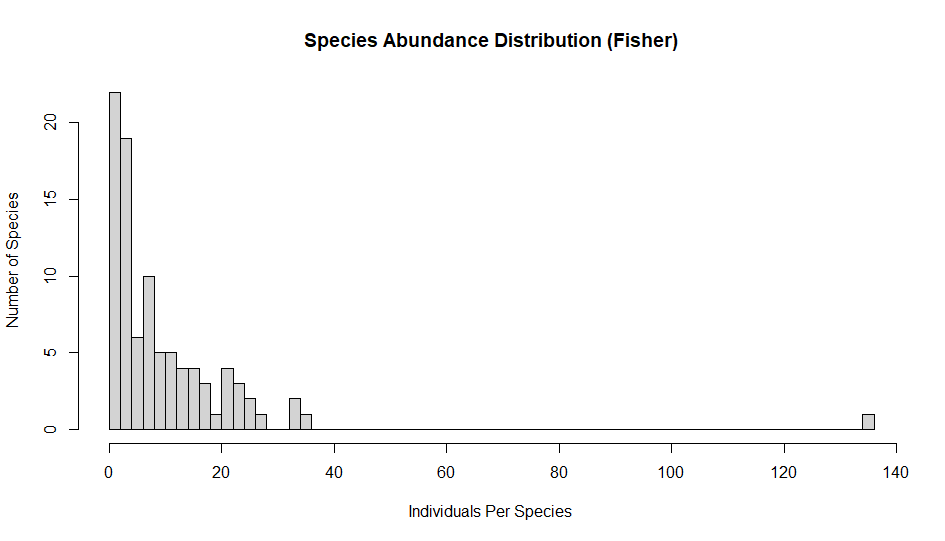 Species Abundance Distribution (Fisher)
Number of Species
20
15
10
5
0
0 20 40 60 80 100 120 140
Individuals Per Species